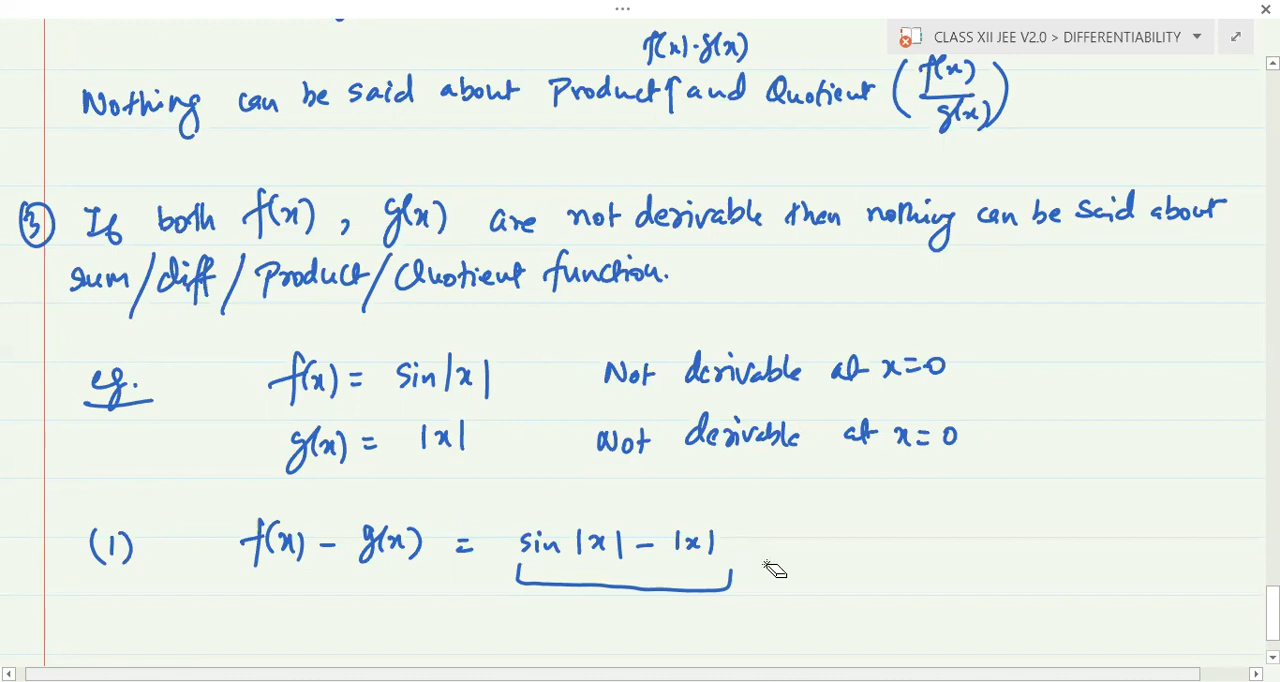 CLASS XII JEE V2.0 > DIFFERENTIABILITY
f(x)·g(x)
Nothing can be said about Product and Quotient (f(x)/g(x))
③ If both f(x), g(x) are not derivable then nothing can be said about
sum/diff/Product/Quotient function.
eg. f(x) = sin|x| Not derivable at x=0
g(x) = |x| Not derivable at x=0
(1) f(x) - g(x) = sin|x| - |x|